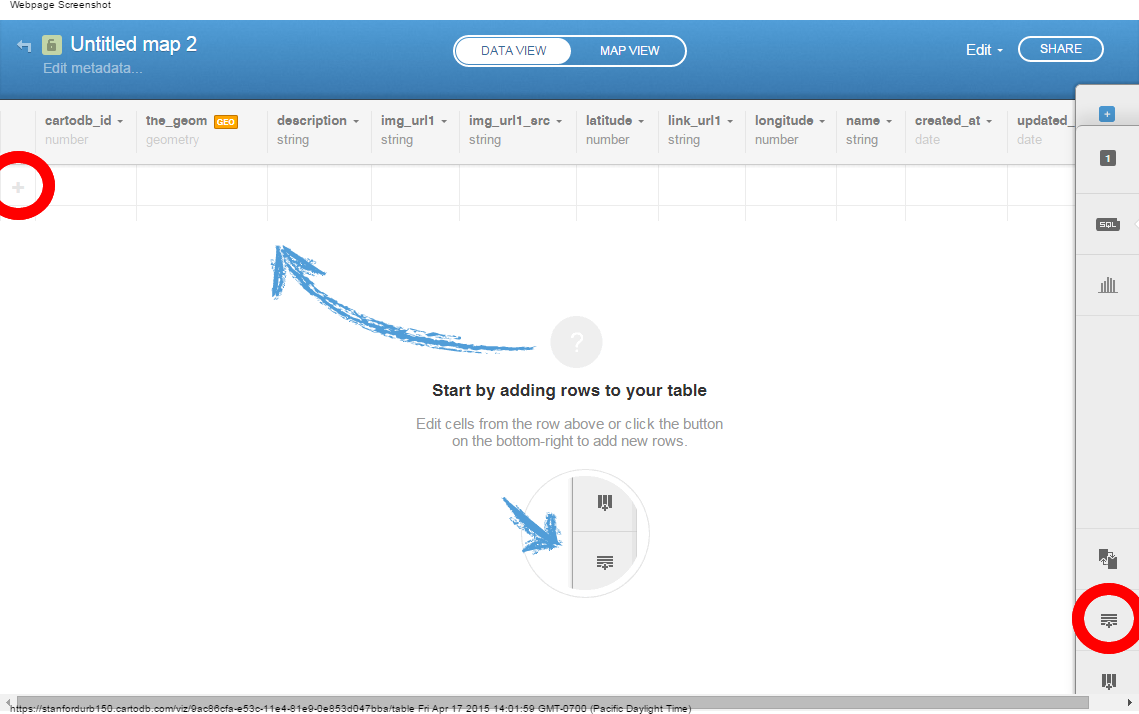 Webpage Screenshot
Untitled map 2
Edit metadata...
DATA VIEW MAP VIEW
Edit SHARE
cartodb_id the_geom GEO description img_url1 img_url1_src latitude link_url1 longitude name created_at updated_
number geometry string string string number string number string date date
+
1
SQL
+
?
Start by adding rows to your table
Edit cells from the row above or click the button
on the bottom-right to add new rows.
https://stanfordurb150.cartodb.com/viz/9ac86cfa-e53c-11e4-81e9-0e853d047bba/table Fri Apr 17 2015 14:01:59 GMT-0700 (Pacific Daylight Time)